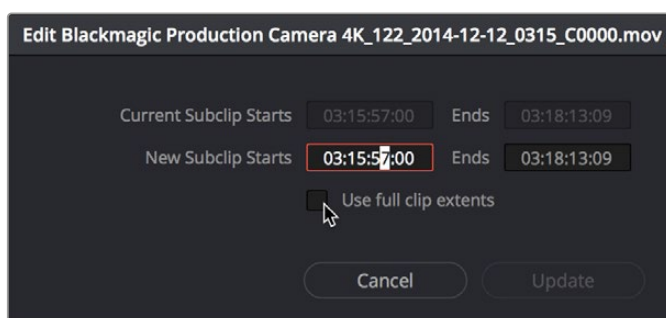 Edit Blackmagic Production Camera 4K_122_2014-12-12_0315_C0000.mov
Current Subclip Starts 03:15:57:00 Ends 03:18:13:09
New Subclip Starts 03:15:57:00 Ends 03:18:13:09
Use full clip extents
Cancel Update